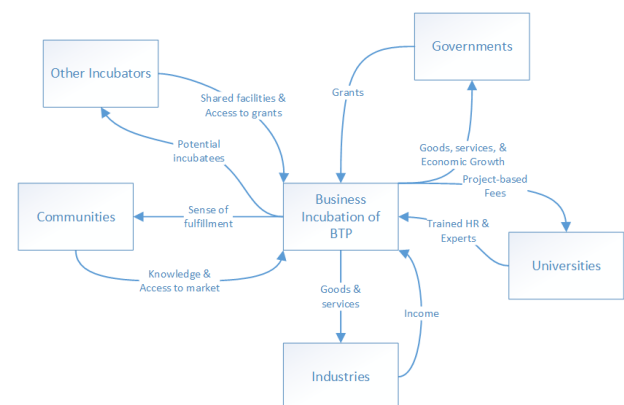 Governments
Other Incubators
Grants
Shared facilities &
Access to grants
Potential
incubatees
Goods, services, &
Economic Growth
Project-based
Fees
Business
Incubation of
BTP
Communities
Sense of
fulfillment
Trained HR &
Experts
Universities
Knowledge &
Access to market
Goods &
services
Income
Industries